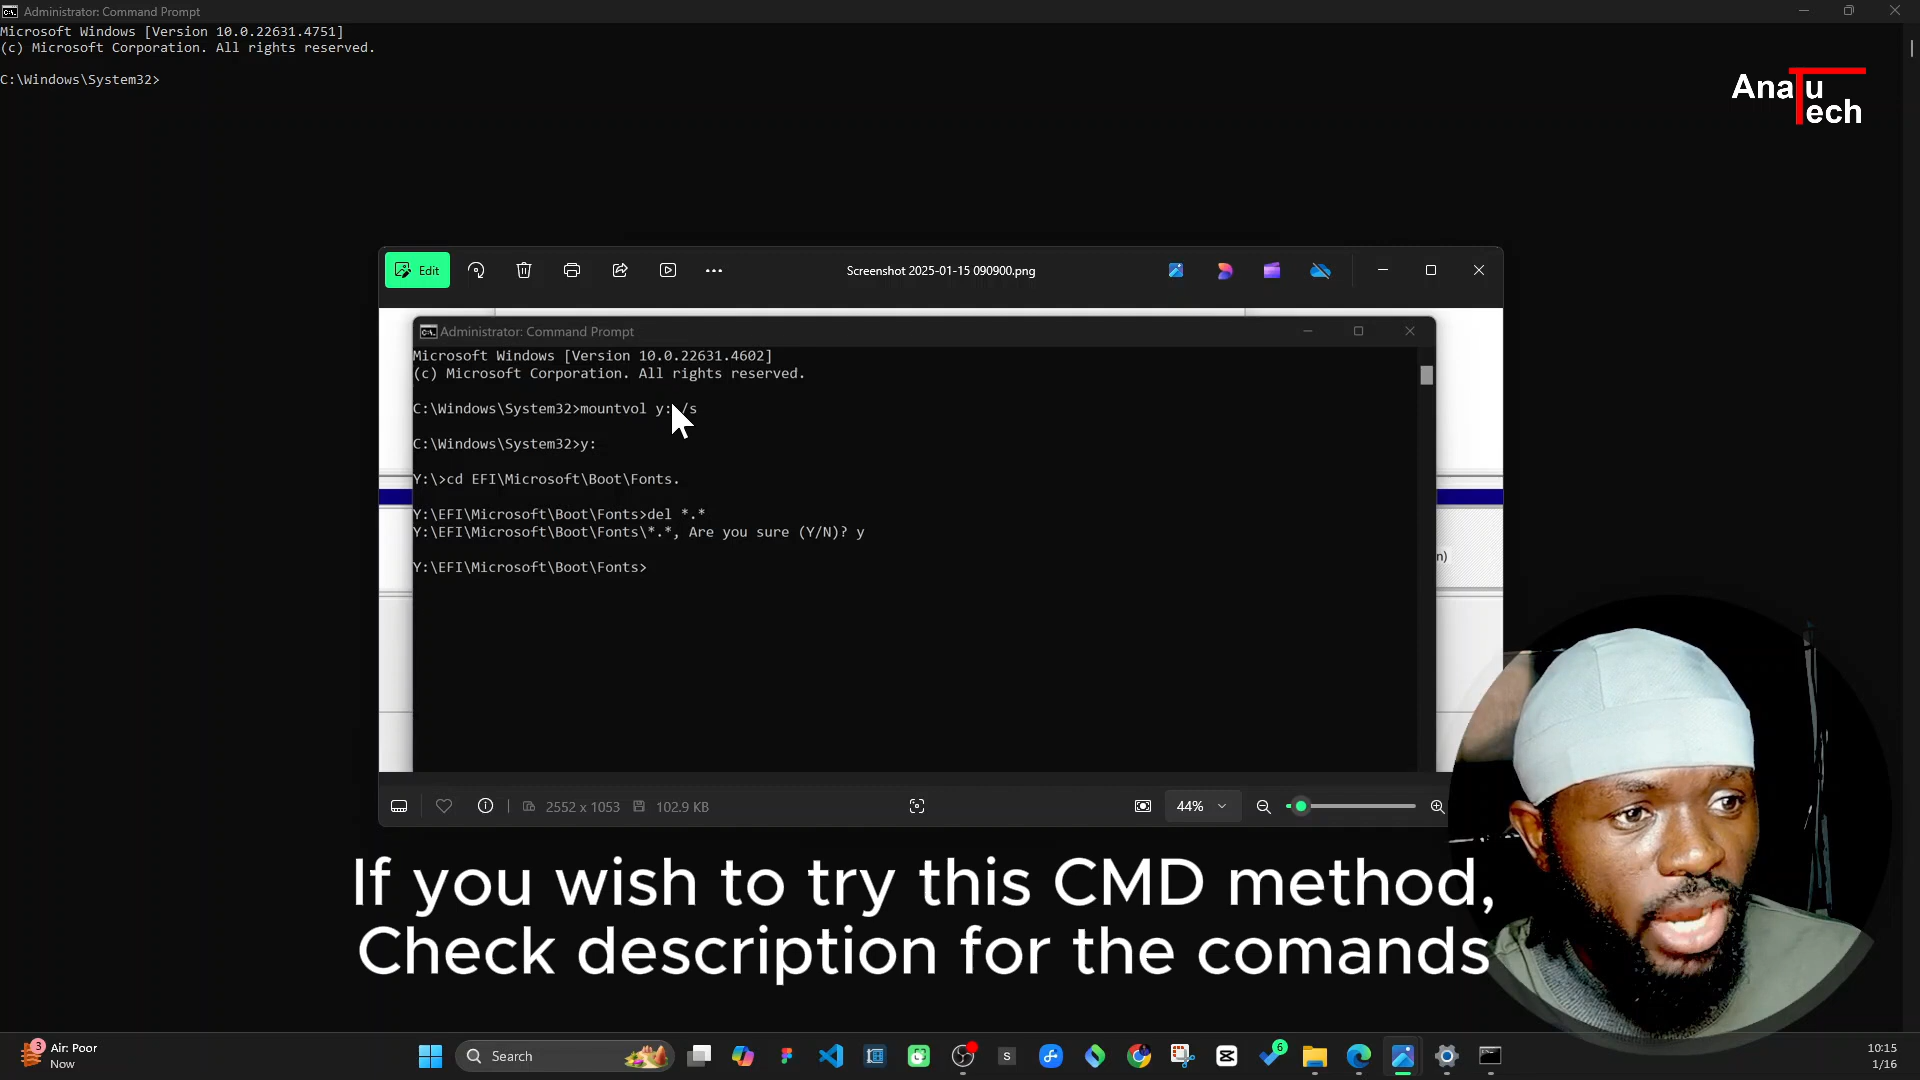 Administrator: Command Prompt
Microsoft Windows [Version 10.0.22631.4751]
(c) Microsoft Corporation. All rights reserved.
C:\Windows\System32>
AnaTu
Tech
Edit
Screenshot 2025-01-15 090900.png
Administrator: Command Prompt
Microsoft Windows [Version 10.0.22631.4602]
(c) Microsoft Corporation. All rights reserved.
C:\Windows\System32>mountvol y: /s
C:\Windows\System32>y:
Y:\>cd EFI\Microsoft\Boot\Fonts.
Y:\EFI\Microsoft\Boot\Fonts>del *.*
Y:\EFI\Microsoft\Boot\Fonts\*.*, Are you sure (Y/N)? y
n)
Y:\EFI\Microsoft\Boot\Fonts>
2552 x 1053
102.9 KB
44%
If you wish to try this CMD method,
Check description for the comands
3
Air: Poor
Now
Search
S
6
10:15
1/16